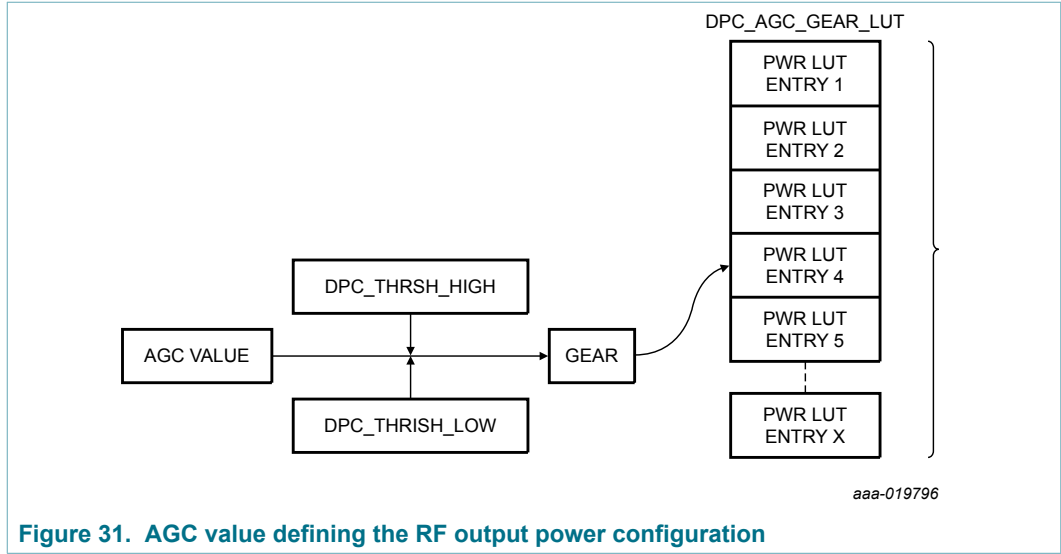 DPC_AGC_GEAR_LUT
PWR LUT
ENTRY 1
PWR LUT
ENTRY 2
PWR LUT
ENTRY 3
PWR LUT
ENTRY 4
PWR LUT
ENTRY 5
PWR LUT
ENTRY X
DPC_THRSH_HIGH
AGC VALUE
GEAR
DPC_THRISH_LOW
aaa-019796
Figure 31. AGC value defining the RF output power configuration